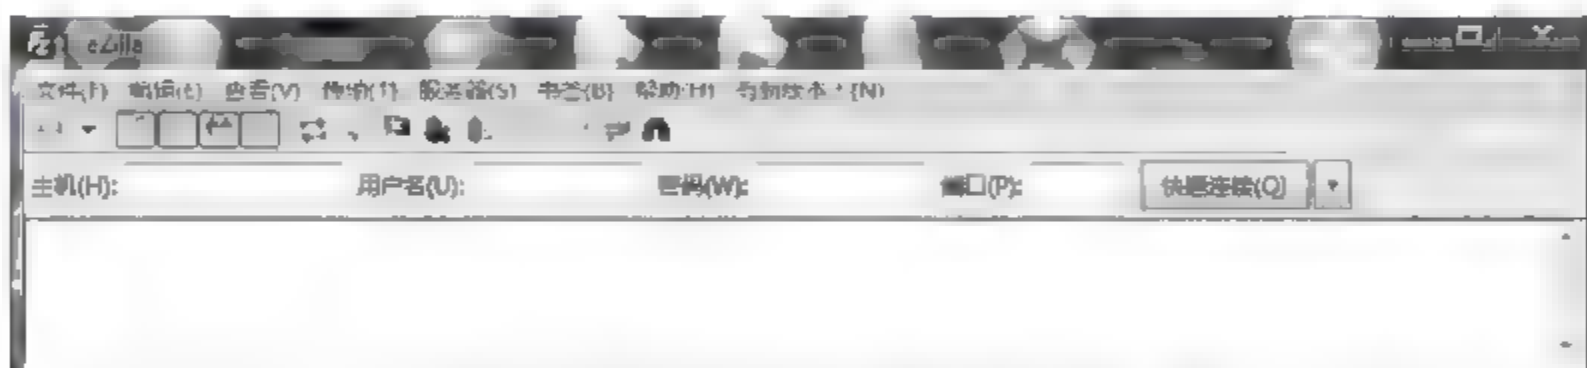 eZilla
文件(F) 编辑(E) 查看(V) 传输(T) 服务器(S) 书签(B) 帮助(H) 有新版本!(N)
主机(H): 用户名(U): 密码(W): 端口(P): 快速连接(Q)